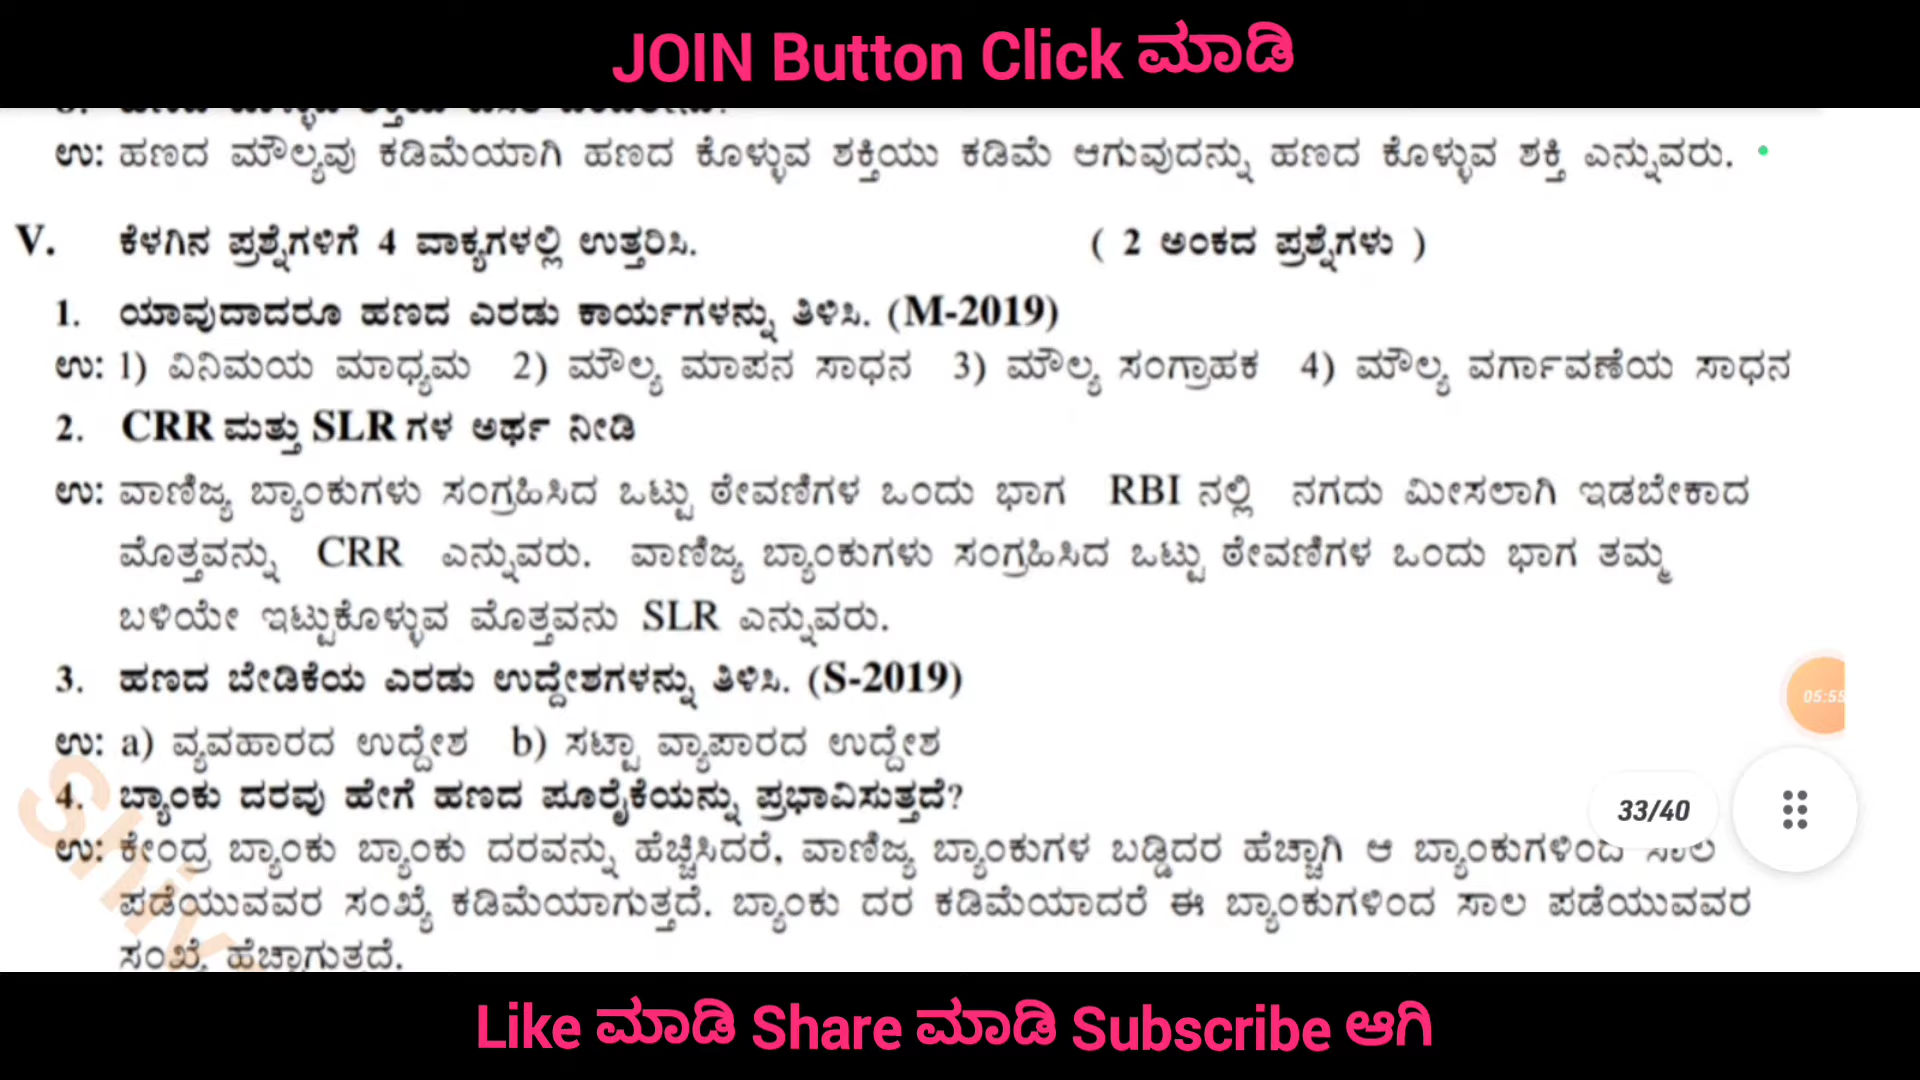 JOIN Button Click ಮಾಡಿ
ಉ: ಹಣದ ಮೌಲ್ಯವು ಕಡಿಮೆಯಾಗಿ ಹಣದ ಕೊಳ್ಳುವ ಶಕ್ತಿಯು ಕಡಿಮೆ ಆಗುವುದನ್ನು ಹಣದ ಕೊಳ್ಳುವ ಶಕ್ತಿ ಎನ್ನುವರು.
V. ಕೆಳಗಿನ ಪ್ರಶ್ನೆಗಳಿಗೆ 4 ವಾಕ್ಯಗಳಲ್ಲಿ ಉತ್ತರಿಸಿ. ( 2 ಅಂಕದ ಪ್ರಶ್ನೆಗಳು )
1. ಯಾವುದಾದರೂ ಹಣದ ಎರಡು ಕಾರ್ಯಗಳನ್ನು ತಿಳಿಸಿ. (M-2019)
ಉ: 1) ವಿನಿಮಯ ಮಾಧ್ಯಮ 2) ಮೌಲ್ಯ ಮಾಪನ ಸಾಧನ 3) ಮೌಲ್ಯ ಸಂಗ್ರಾಹಕ 4) ಮೌಲ್ಯ ವರ್ಗಾವಣೆಯ ಸಾಧನ
2. CRR ಮತ್ತು SLR ಗಳ ಅರ್ಥ ನೀಡಿ
ಉ: ವಾಣಿಜ್ಯ ಬ್ಯಾಂಕುಗಳು ಸಂಗ್ರಹಿಸಿದ ಒಟ್ಟು ಠೇವಣಿಗಳ ಒಂದು ಭಾಗ RBI ನಲ್ಲಿ ನಗದು ಮೀಸಲಾಗಿ ಇಡಬೇಕಾದ
ಮೊತ್ತವನ್ನು CRR ಎನ್ನುವರು. ವಾಣಿಜ್ಯ ಬ್ಯಾಂಕುಗಳು ಸಂಗ್ರಹಿಸಿದ ಒಟ್ಟು ಠೇವಣಿಗಳ ಒಂದು ಭಾಗ ತಮ್ಮ
ಬಳಿಯೇ ಇಟ್ಟುಕೊಳ್ಳುವ ಮೊತ್ತವನು SLR ಎನ್ನುವರು.
3. ಹಣದ ಬೇಡಿಕೆಯ ಎರಡು ಉದ್ದೇಶಗಳನ್ನು ತಿಳಿಸಿ. (S-2019)
05:55
ಉ: a) ವ್ಯವಹಾರದ ಉದ್ದೇಶ b) ಸಟ್ಟಾ ವ್ಯಾಪಾರದ ಉದ್ದೇಶ
4. ಬ್ಯಾಂಕು ದರವು ಹೇಗೆ ಹಣದ ಪೂರೈಕೆಯನ್ನು ಪ್ರಭಾವಿಸುತ್ತದೆ?
33/40
ಉ: ಕೇಂದ್ರ ಬ್ಯಾಂಕು ಬ್ಯಾಂಕು ದರವನ್ನು ಹೆಚ್ಚಿಸಿದರೆ, ವಾಣಿಜ್ಯ ಬ್ಯಾಂಕುಗಳ ಬಡ್ಡಿದರ ಹೆಚ್ಚಾಗಿ ಆ ಬ್ಯಾಂಕುಗಳಿಂದ ಸಾಲ
ಪಡೆಯುವವರ ಸಂಖ್ಯೆ ಕಡಿಮೆಯಾಗುತ್ತದೆ. ಬ್ಯಾಂಕು ದರ ಕಡಿಮೆಯಾದರೆ ಈ ಬ್ಯಾಂಕುಗಳಿಂದ ಸಾಲ ಪಡೆಯುವವರ
ಸಂಖ್ಯೆ ಹೆಚ್ಚಾಗುತ್ತದೆ.
Shiv
Like ಮಾಡಿ Share ಮಾಡಿ Subscribe ಆಗಿ